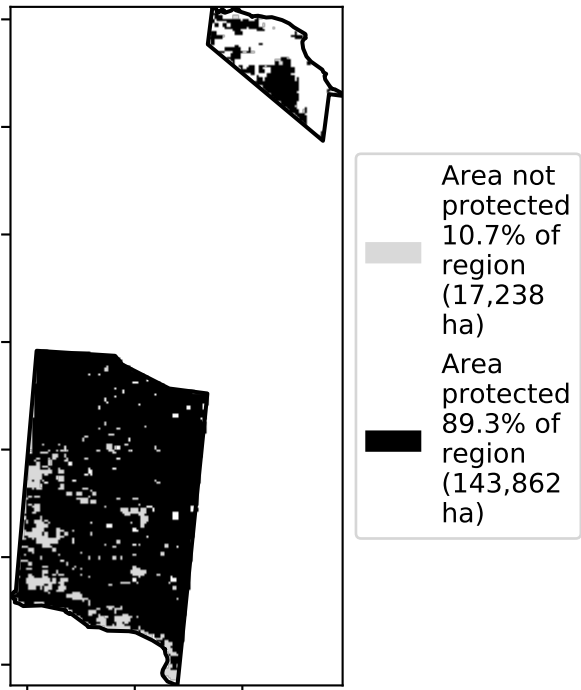 Area not
protected
10.7% of
region
(17,238
ha)
Area
protected
89.3% of
region
(143,862
ha)